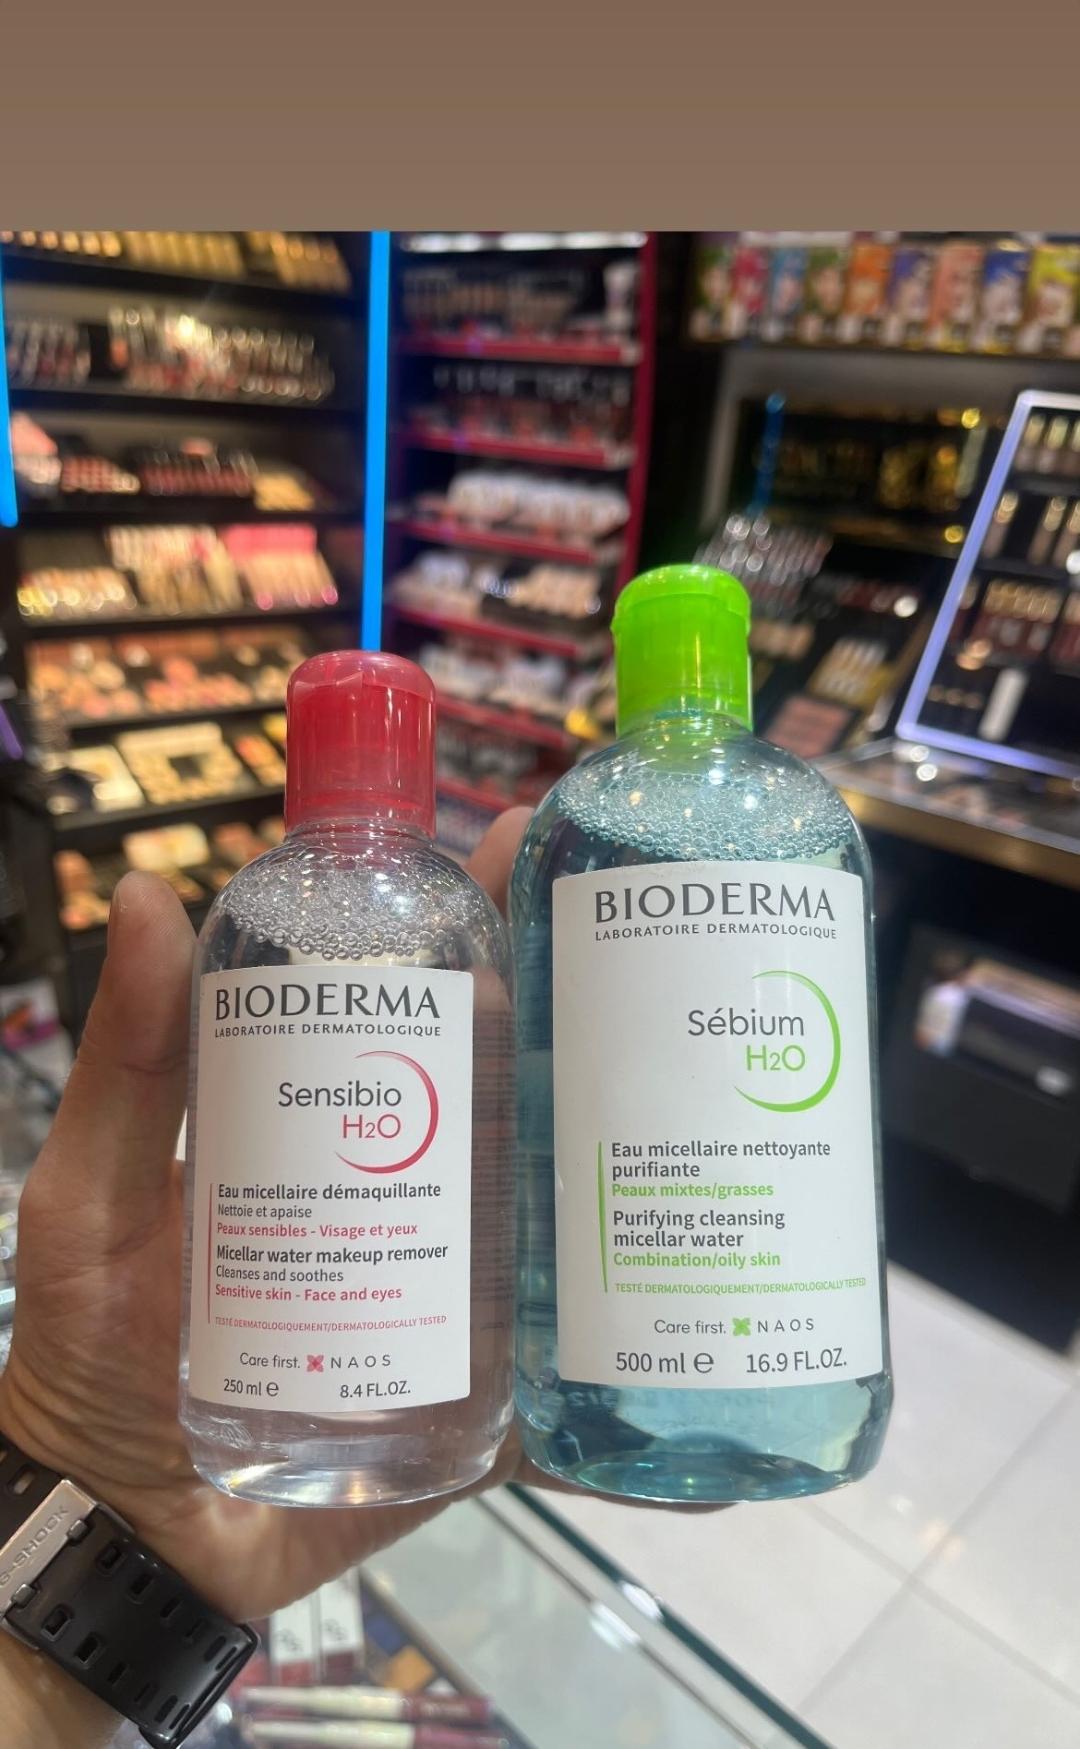 BIODERMA
LABORATOIRE DERMATOLOGIQUE
Sensibio
H2O
Eau micellaire démaquillante
Nettoie et apaise
Peaux sensibles - Visage et yeux
Micellar water makeup remover
Cleanses and soothes
Sensitive skin - Face and eyes
TESTÉ DERMATOLOGIQUEMENT/DERMATOLOGICALLY TESTED
Care first. NAOS
250 ml e 8.4 FL.OZ.
BIODERMA
LABORATOIRE DERMATOLOGIQUE
Sébium
H2O
Eau micellaire nettoyante
purifiante
Peaux mixtes/grasses
Purifying cleansing
micellar water
Combination/oily skin
TESTÉ DERMATOLOGIQUEMENT/DERMATOLOGICALLY TESTED
Care first. NAOS
500 ml e 16.9 FL.OZ.
G-SHOCK